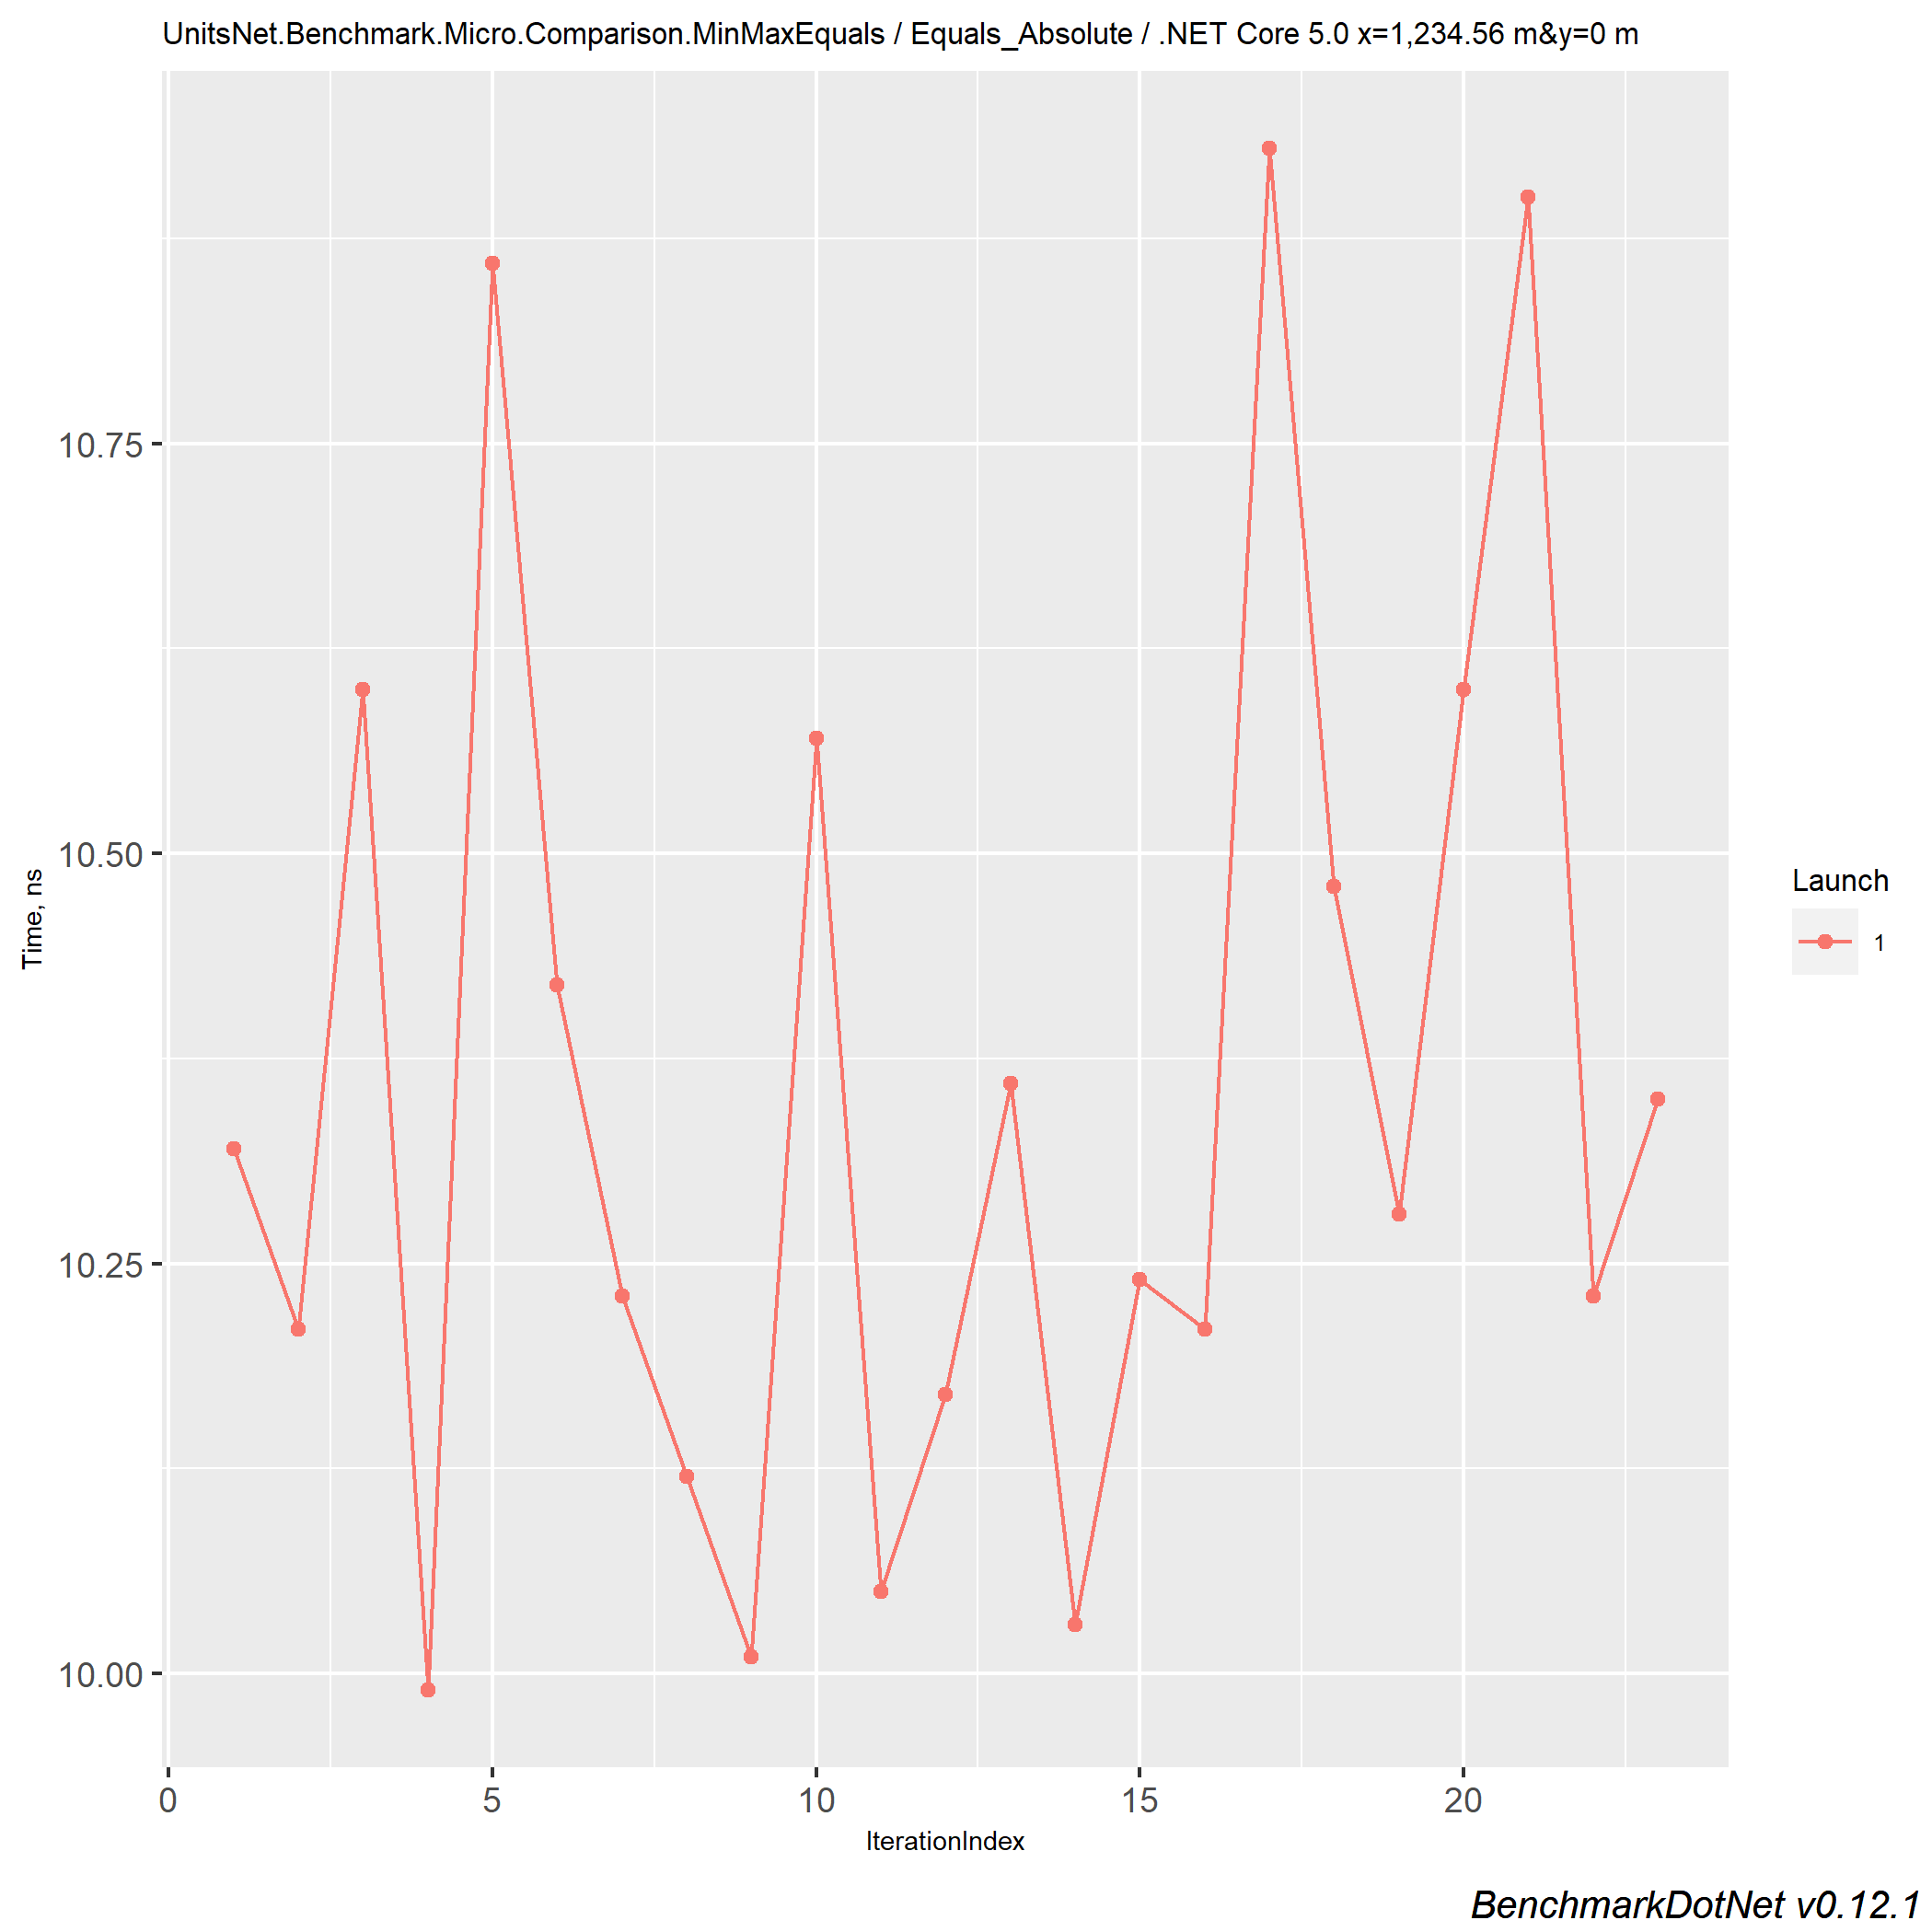 UnitsNet.Benchmark.Micro.Comparison.MinMaxEquals / Equals_Absolute / .NET Core 5.0 x=1,234.56 m&y=0 m
10.75
10.50
10.25
10.00
Time, ns
0 5 10 15 20
IterationIndex
Launch
1
BenchmarkDotNet v0.12.1